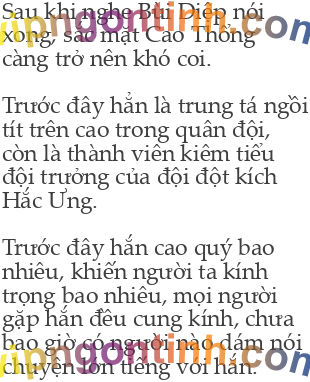 Sau khi nghe Bùi Diệp nói
xong, sắc mặt Cao Thổng
càng trở nên khó coi.
Trước đây hẳn là trung tá ngồi
tít trên cao trong quân đội,
còn là thành viên kiêm tiểu
đội trưởng của đội đột kích
Hắc Ưng.
Trước đây hắn cao quý bao
nhiêu, khiến người ta kính
trọng bao nhiêu, mọi người
gặp hắn đều cung kính, chưa
bao giờ có người nào dám nói
chuyện lớn tiếng với hắn.
vipngontinh.com
vipngontinh.com